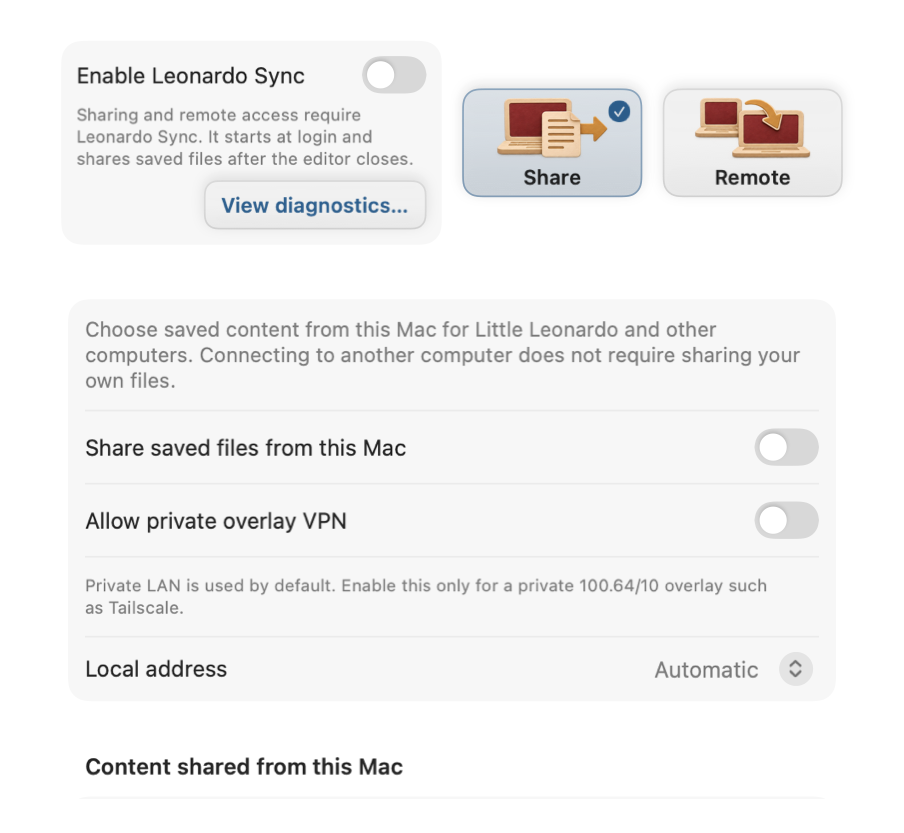 Enable Leonardo Sync
Sharing and remote access require
Leonardo Sync. It starts at login and
shares saved files after the editor closes.
View diagnostics...
Share
Remote
Choose saved content from this Mac for Little Leonardo and other
computers. Connecting to another computer does not require sharing your
own files.
Share saved files from this Mac
Allow private overlay VPN
Private LAN is used by default. Enable this only for a private 100.64/10 overlay such
as Tailscale.
Local address
Automatic
Content shared from this Mac